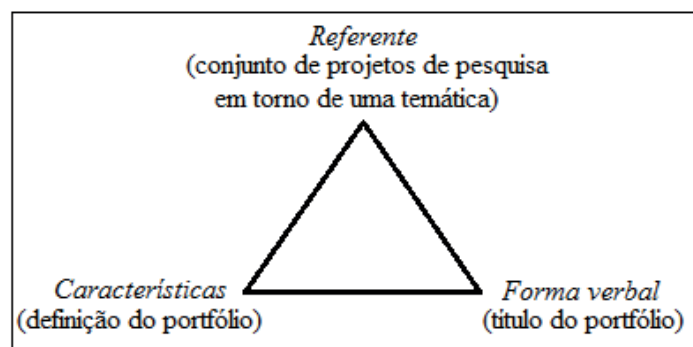 Referente
(conjunto de projetos de pesquisa
em torno de uma temática)
Características
(definição do portfólio)
Forma verbal
(título do portfólio)